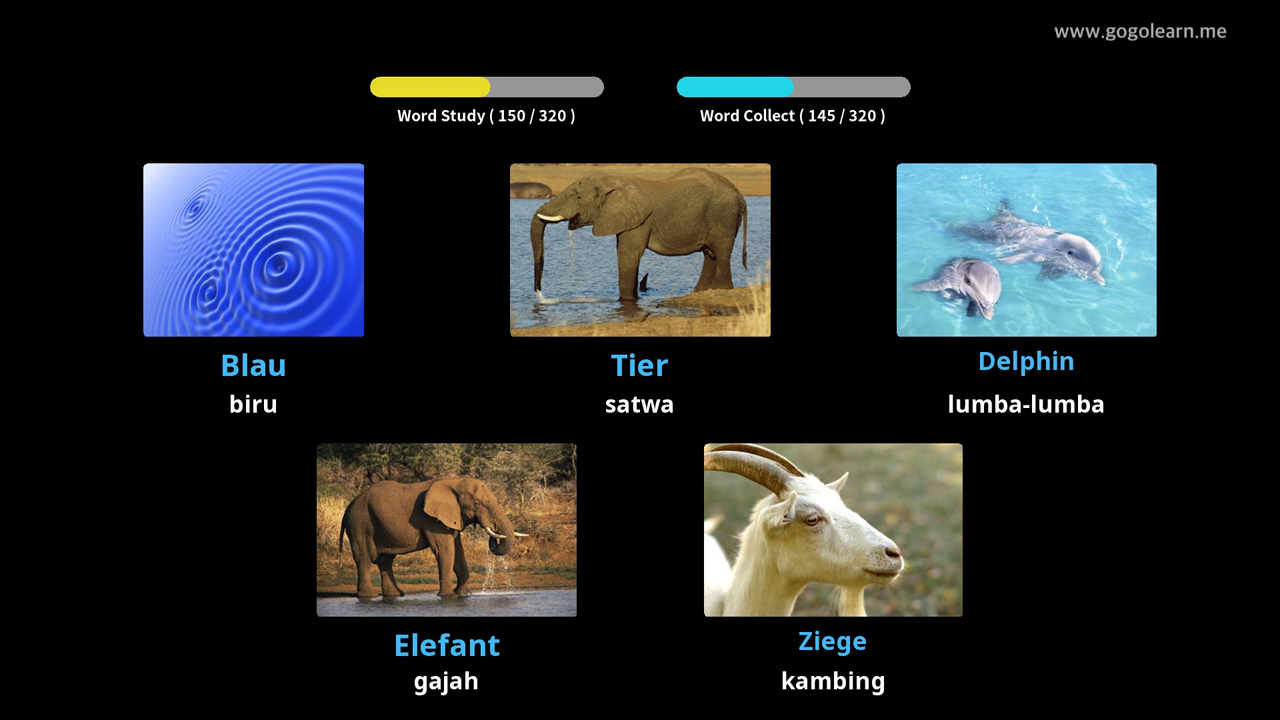 www.gogolearn.me
Word Study ( 150 / 320 )
Word Collect ( 145 / 320 )
Blau
biru
Tier
satwa
Delphin
lumba-lumba
Elefant
gajah
Ziege
kambing